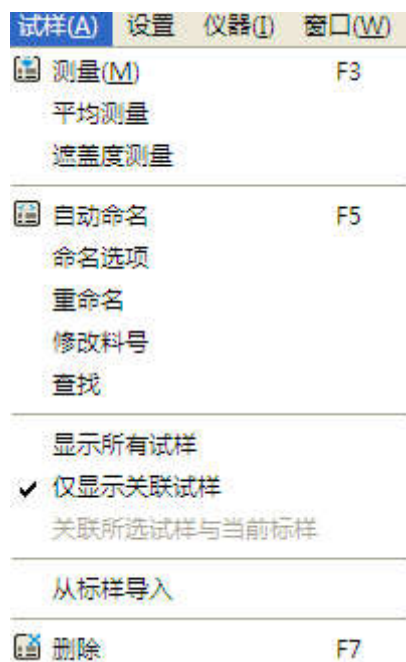 试样(A) 设置 仪器(I) 窗口(W)
测量(M) F3
平均测量
遮盖度测量
自动命名 F5
命名选项
重命名
修改料号
查找
显示所有试样
仅显示关联试样
关联所选试样与当前标样
从标样导入
删除 F7